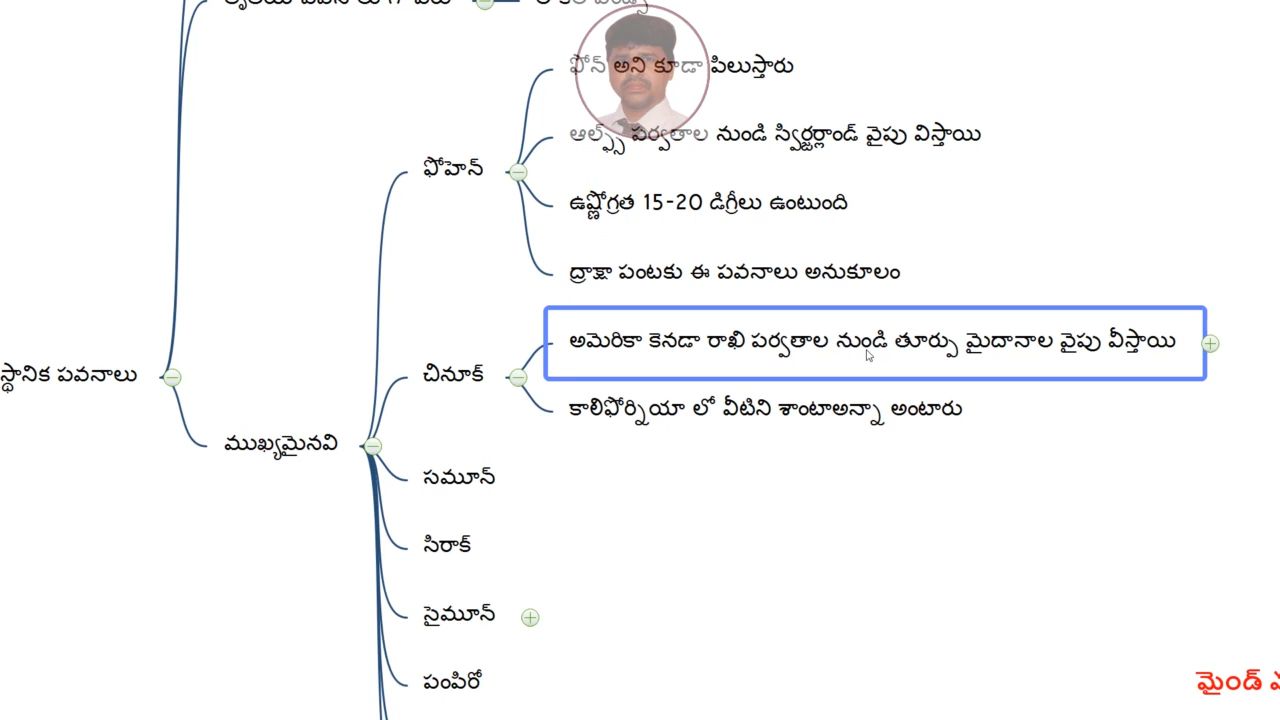 ఫోన్ అని కూడా పిలుస్తారు
ఆల్ఫ్స్ పర్వతాల నుండి స్విర్జర్లాండ్ వైపు విస్తాయి
ఫోహెన్
ఉష్ణోగ్రత 15-20 డిగ్రీలు ఉంటుంది
ద్రాక్షా పంటకు ఈ పవనాలు అనుకూలం
అమెరికా కెనడా రాఖి పర్వతాల నుండి తూర్పు మైదానాల వైపు వీస్తాయి
స్థానిక పవనాలు
చినూక్
కాలిఫోర్నియా లో వీటిని శాంటాఅన్నా అంటారు
ముఖ్యమైనవి
సమూన్
సిరాక్
సైమూన్
పంపిరో
మైండ్